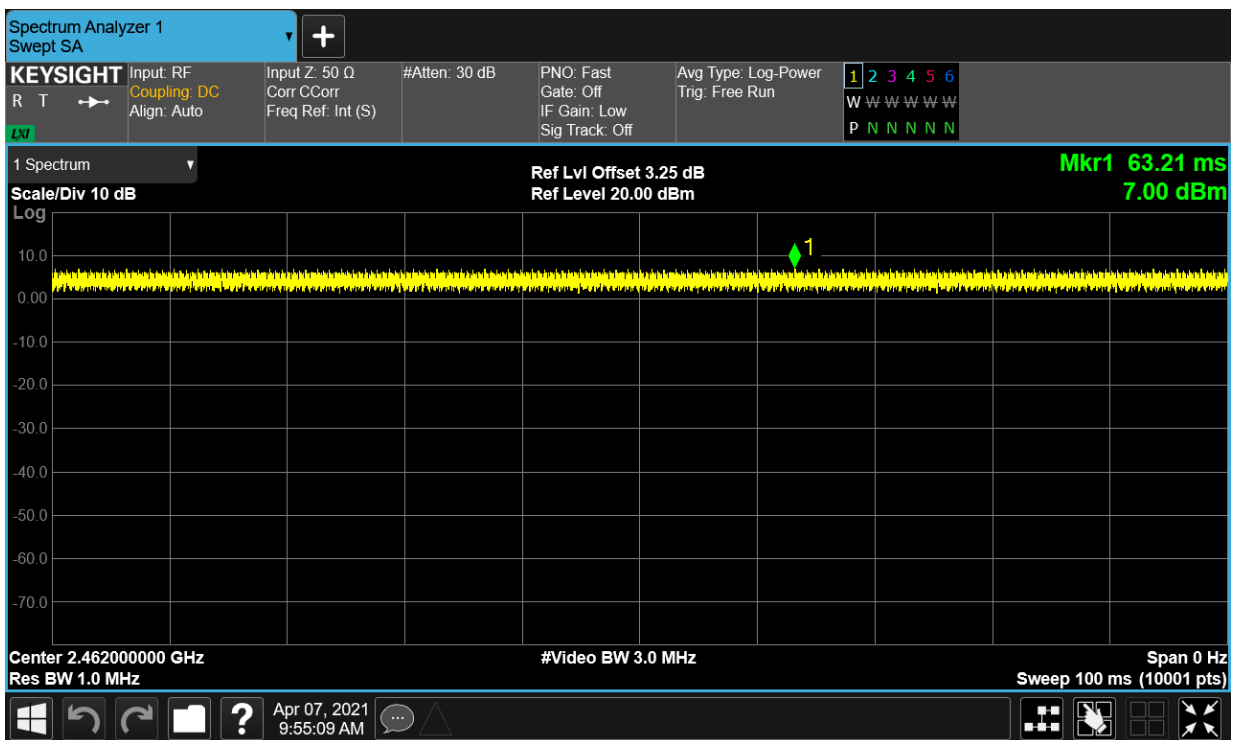 Spectrum Analyzer 1
Swept SA
▼
+
KEYSIGHT
R T
LXI
Input: RF
Coupling: DC
Align: Auto
Input Z: 50 Ω
Corr CCorr
Freq Ref: Int (S)
#Atten: 30 dB
PNO: Fast
Gate: Off
IF Gain: Low
Sig Track: Off
Avg Type: Log-Power
Trig: Free Run
1 2 3 4 5 6
W W W W W W
P N N N N N
1 Spectrum ▼
Scale/Div 10 dB
Log
Ref Lvl Offset 3.25 dB
Ref Level 20.00 dBm
Mkr1 63.21 ms
7.00 dBm
1
10.0
0.00
-10.0
-20.0
-30.0
-40.0
-50.0
-60.0
-70.0
Center 2.462000000 GHz
Res BW 1.0 MHz
#Video BW 3.0 MHz
Span 0 Hz
Sweep 100 ms (10001 pts)
?
Apr 07, 2021
9:55:09 AM